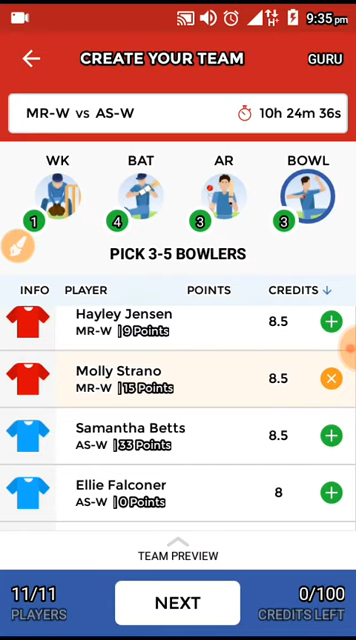 9:35 pm
CREATE YOUR TEAM GURU
MR-W vs AS-W 10h 24m 36s
WK BAT AR BOWL
1 4 3 3
PICK 3-5 BOWLERS
INFO PLAYER POINTS CREDITS ↓
Hayley Jensen
MR-W | 9 Points 8.5
Molly Strano
MR-W | 15 Points 8.5
Samantha Betts
AS-W | 33 Points 8.5
Ellie Falconer
AS-W | 0 Points 8
TEAM PREVIEW
11/11 NEXT 0/100
PLAYERS CREDITS LEFT